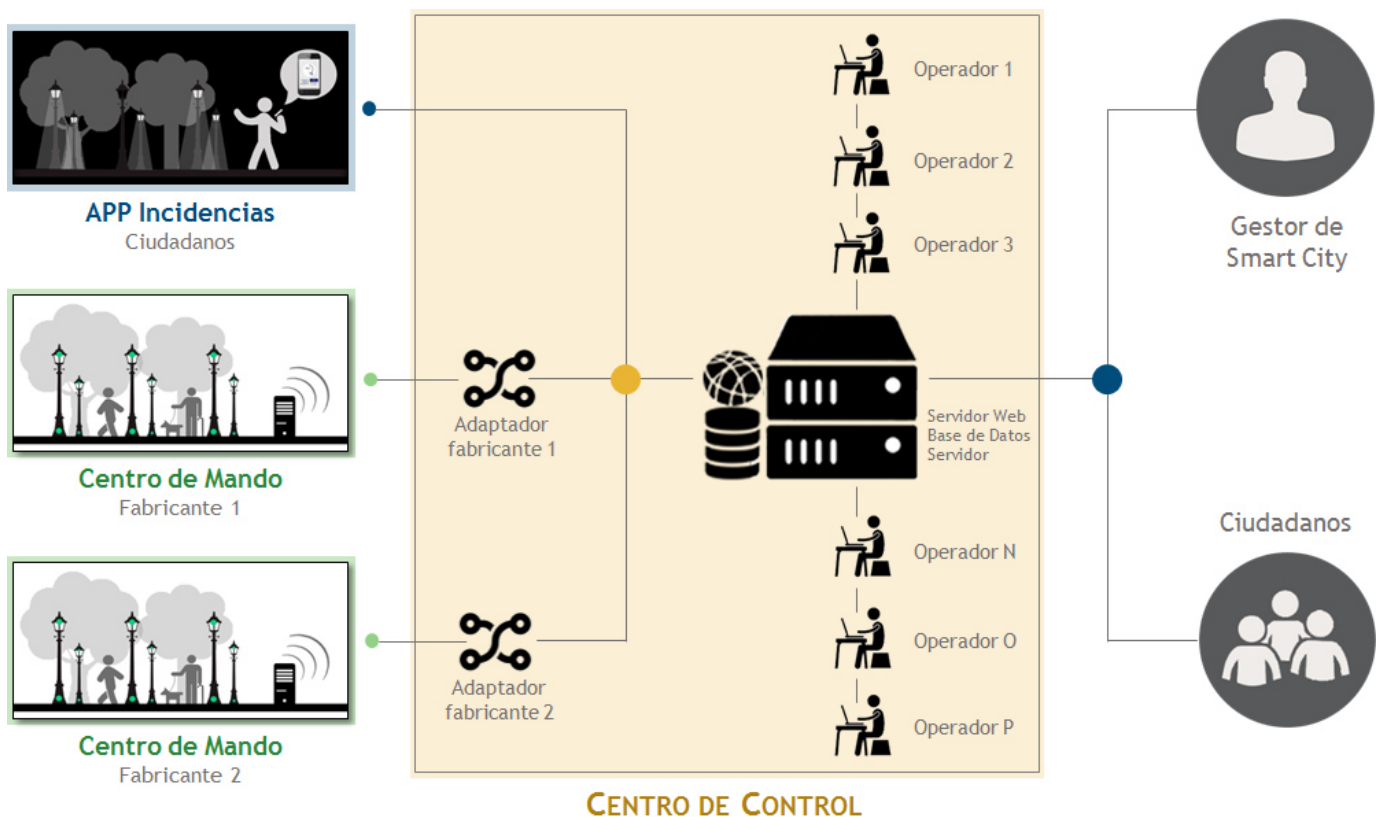 APP Incidencias
Ciudadanos
Centro de Mando
Fabricante 1
Centro de Mando
Fabricante 2
Adaptador
fabricante 1
Adaptador
fabricante 2
Operador 1
Operador 2
Operador 3
Servidor Web
Base de Datos
Servidor
Operador N
Operador O
Operador P
CENTRO DE CONTROL
Gestor de
Smart City
Ciudadanos